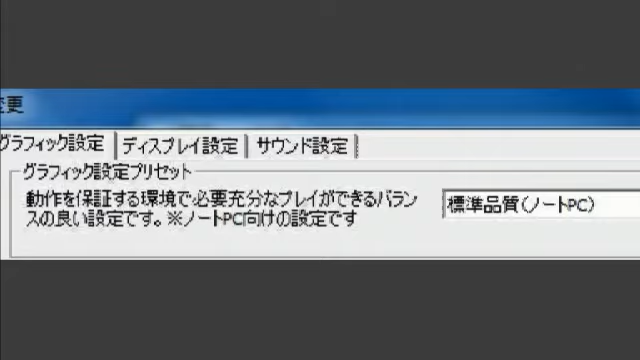 変更
グラフィック設定 ディスプレイ設定 サウンド設定
グラフィック設定プリセット
動作を保証する環境で必要充分なプレイができるバラン
スの良い設定です。※ノートPC向けの設定です
標準品質(ノートPC)